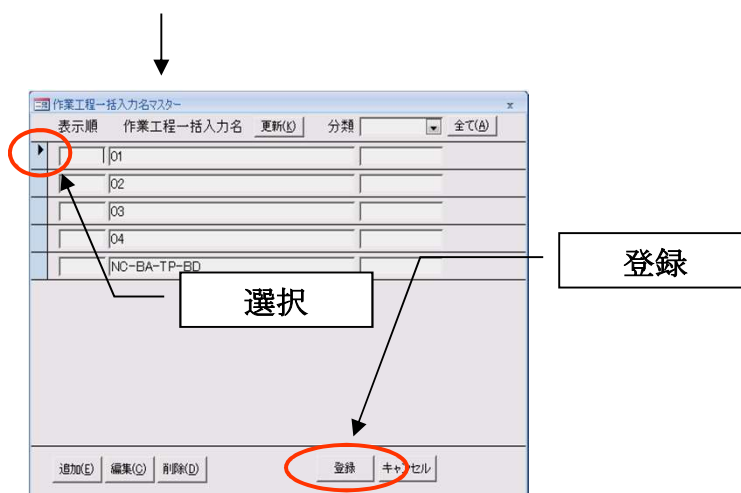 作業工程一括入力名マスター x
表示順 作業工程一括入力名 更新(K) 分類 全て(A)
01
02
03
04
NC-BA-TP-BD
選択
登録
追加(E) 編集(C) 削除(D) 登録 キャンセル